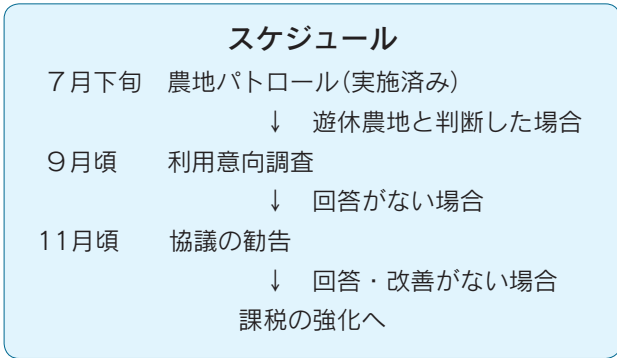 スケジュール
７月下旬　農地パトロール(実施済み)
↓　遊休農地と判断した場合
９月頃　利用意向調査
↓　回答がない場合
11月頃　協議の勧告
↓　回答・改善がない場合
課税の強化へ